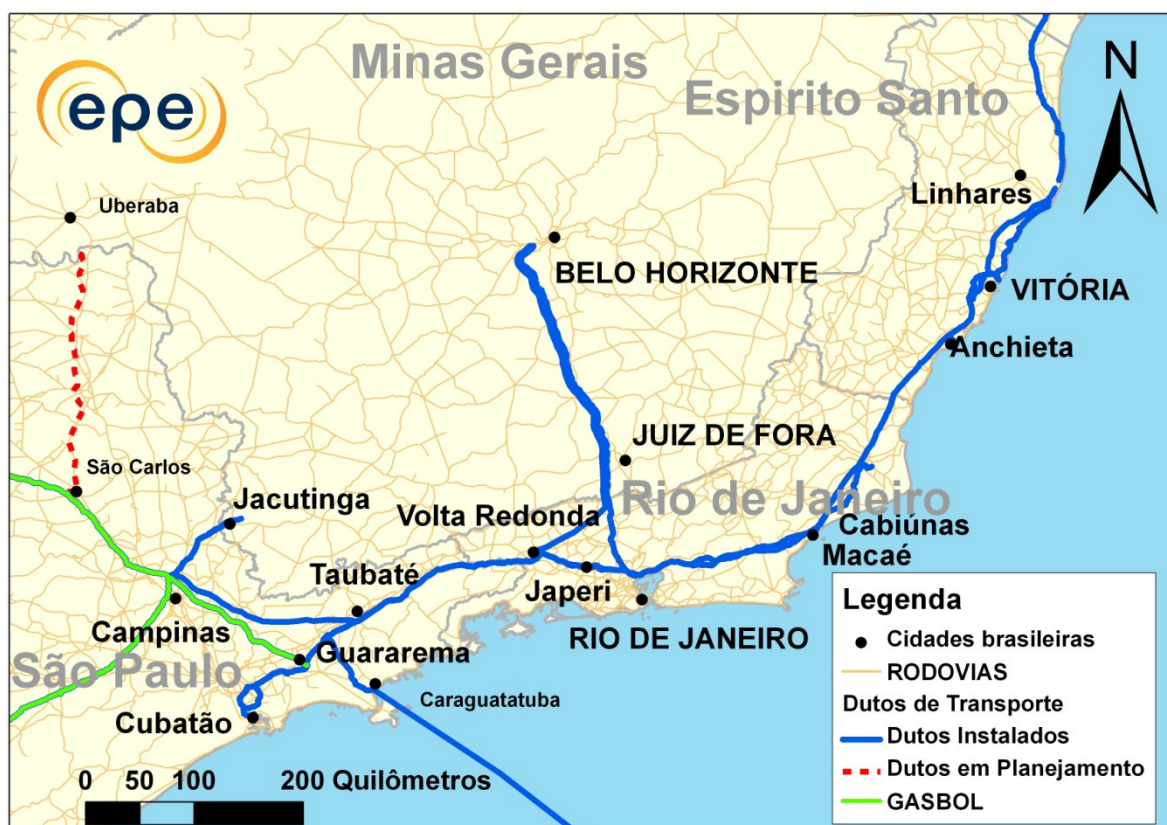 epe
Minas Gerais
Espirito Santo
N
Uberaba
Linhares
BELO HORIZONTE
VITÓRIA
Anchieta
JUIZ DE FORA
São Carlos
Jacutinga
Rio de Janeiro
Volta Redonda
Cabiúnas
Macaé
Taubaté
Japeri
Campinas
RIO DE JANEIRO
Guararema
São Paulo
Caraguatatuba
Cubatão
0 50 100 200 Quilômetros
Legenda
Cidades brasileiras
RODOVIAS
Dutos de Transporte
Dutos Instalados
Dutos em Planejamento
GASBOL